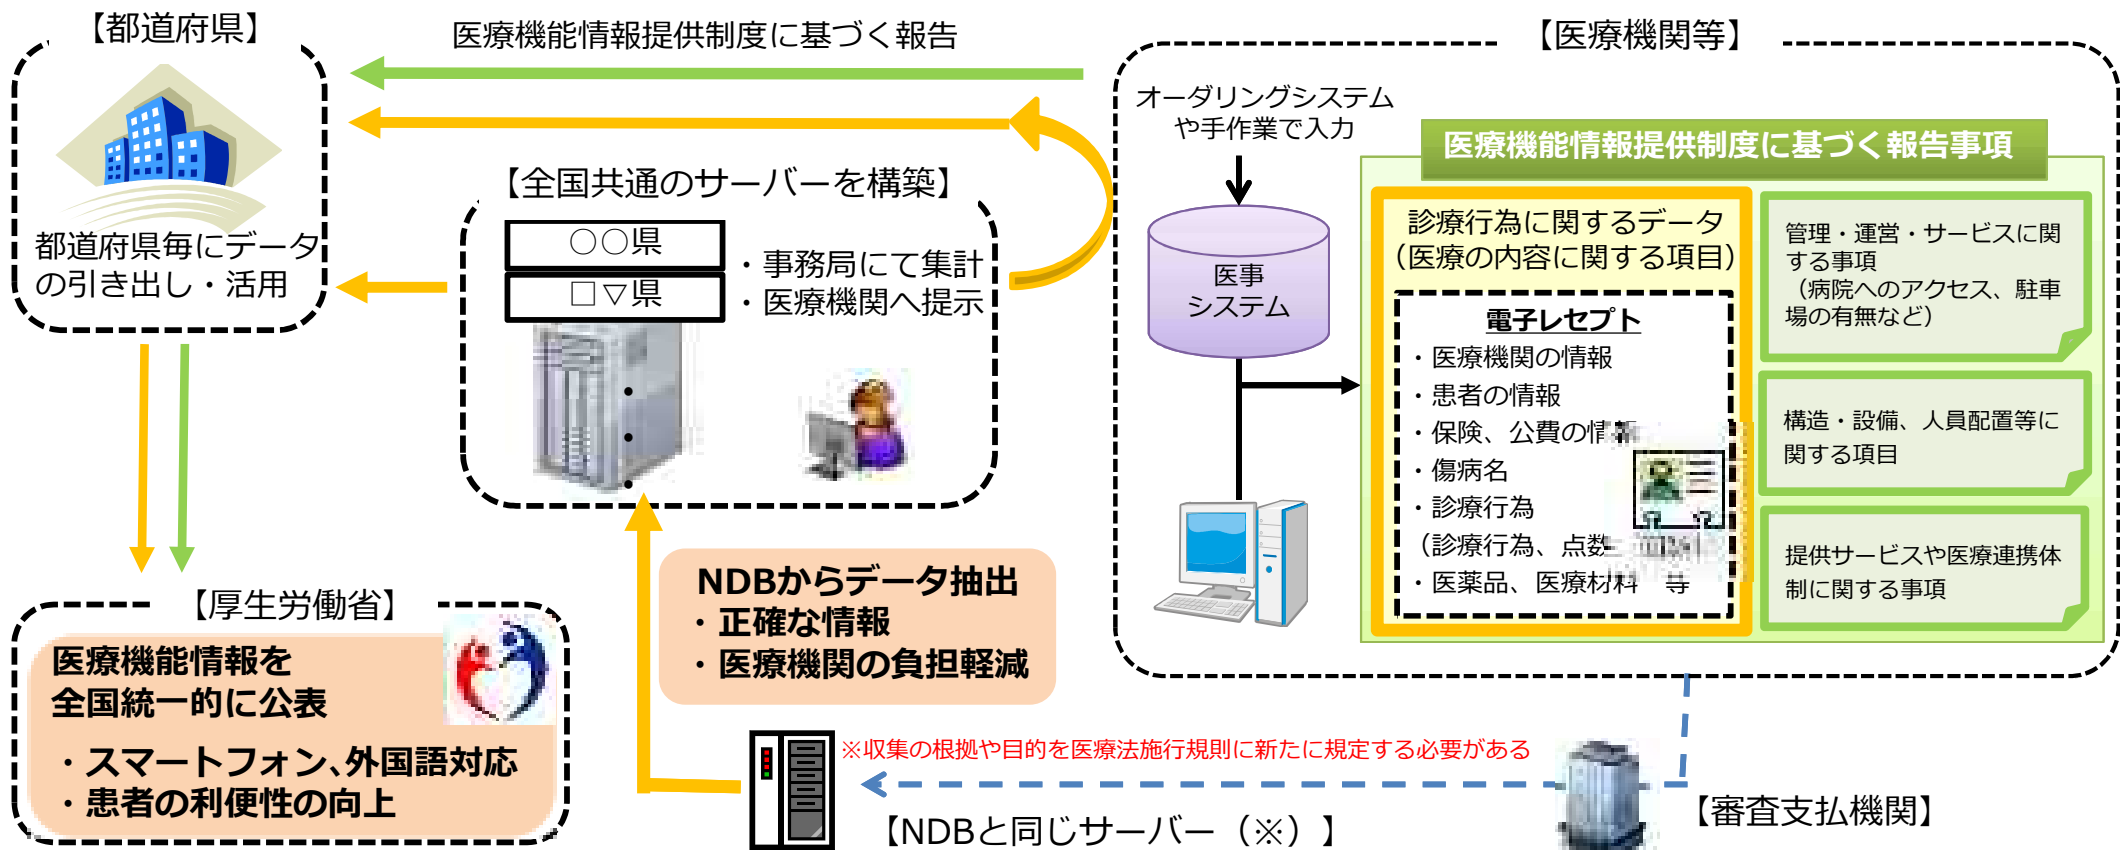 【都道府県】
都道府県毎にデータ
の引き出し・活用
医療機能情報提供制度に基づく報告
【全国共通のサーバーを構築】
○○県
□▽県
・事務局にて集計
・医療機関へ提示
【医療機関等】
オーダリングシステム
や手作業で入力
医事
システム
医療機能情報提供制度に基づく報告事項
診療行為に関するデータ
（医療の内容に関する項目）
電子レセプト
・医療機関の情報
・患者の情報
・保険、公費の情報
・傷病名
・診療行為
（診療行為、点数
・医薬品、医療材料　等
管理・運営・サービスに関
する事項
（病院へのアクセス、駐車
場の有無など）
構造・設備、人員配置等に
関する項目
提供サービスや医療連携体
制に関する事項
NDBからデータ抽出
・正確な情報
・医療機関の負担軽減
【厚生労働省】
医療機能情報を
全国統一的に公表
・スマートフォン、外国語対応
・患者の利便性の向上
※収集の根拠や目的を医療法施行規則に新たに規定する必要がある
【NDBと同じサーバー（※）】
【審査支払機関】